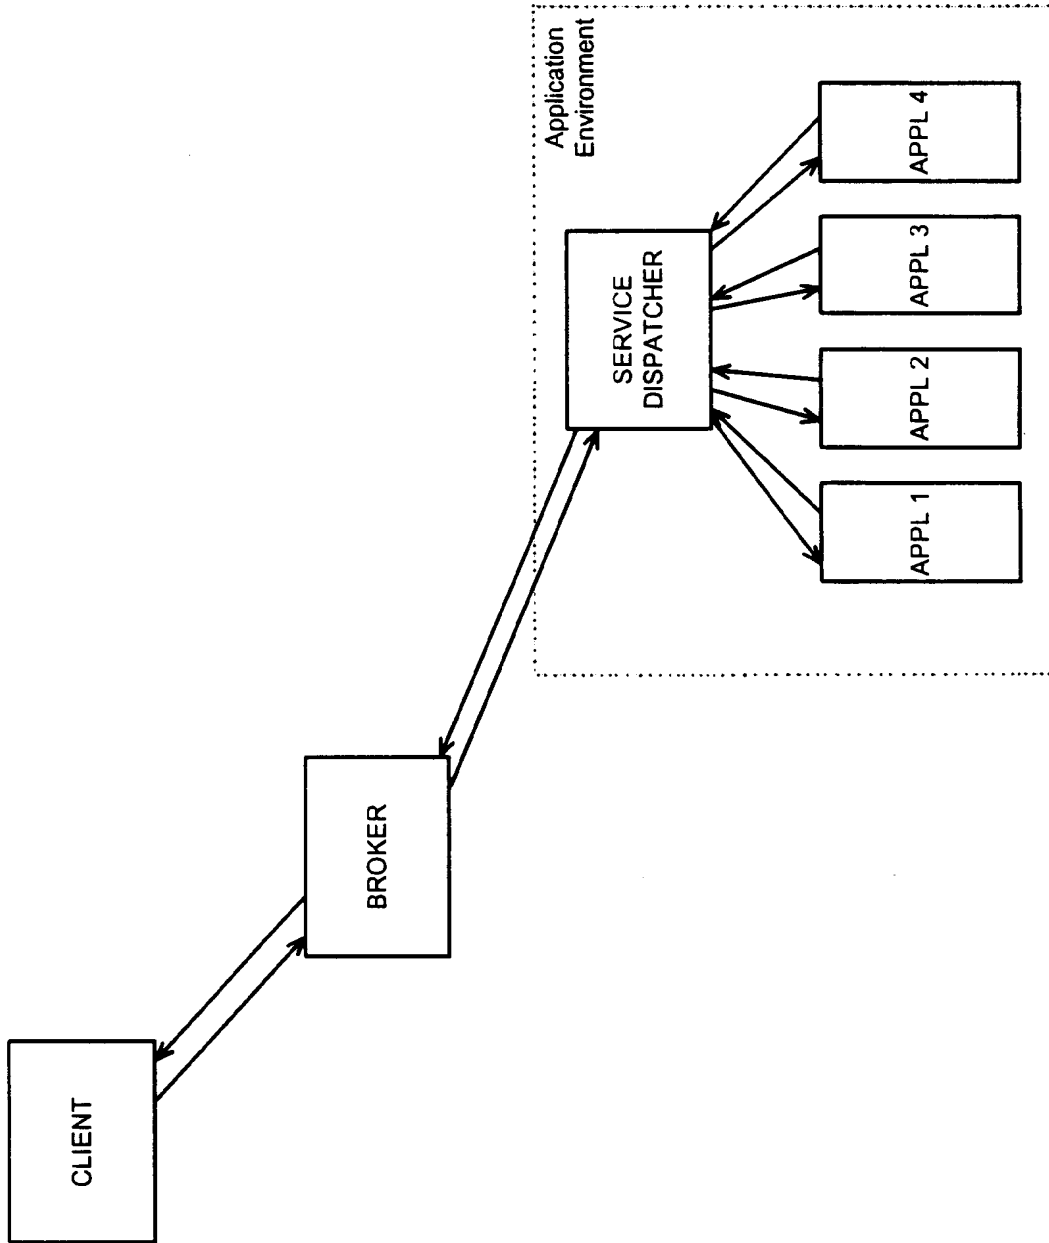 CLIENT
BROKER
SERVICE
DISPATCHER
Application
Environment
APPL 1
APPL 2
APPL 3
APPL 4